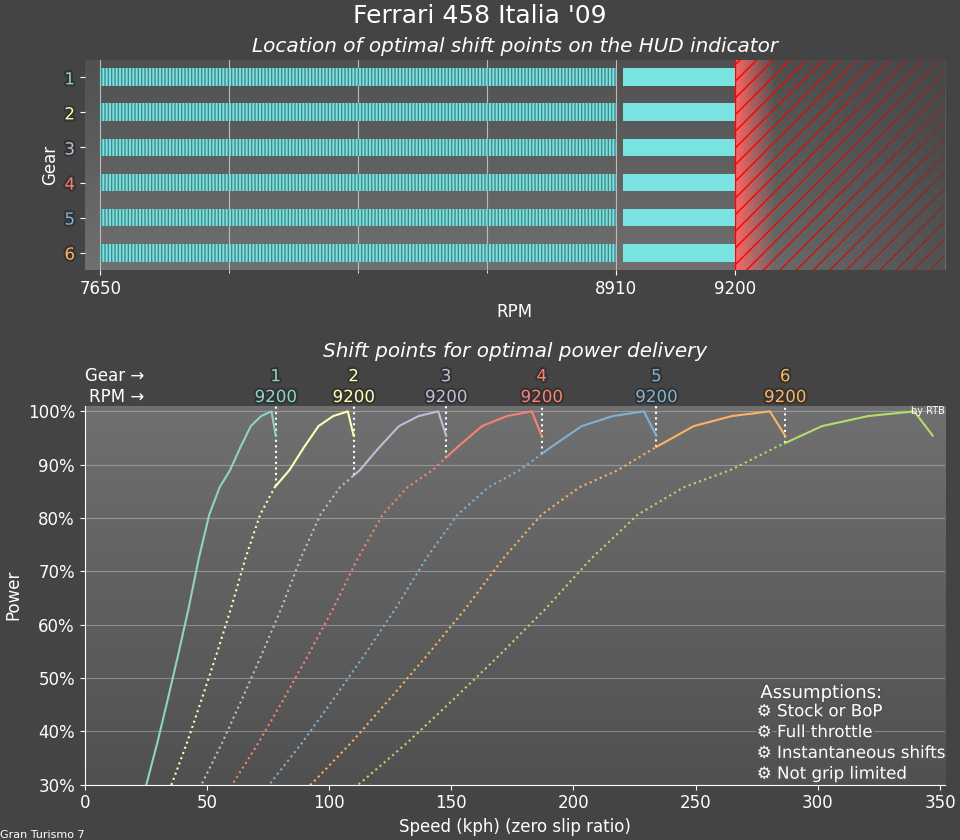 Ferrari 458 Italia '09
Location of optimal shift points on the HUD indicator
Gear
1
2
3
4
5
6
7650 8910 9200
RPM
Shift points for optimal power delivery
Gear → 1 2 3 4 5 6
RPM → 9200 9200 9200 9200 9200 9200
by RTB
Power
100%
90%
80%
70%
60%
50%
40%
30%
Assumptions:
⚙ Stock or BoP
⚙ Full throttle
⚙ Instantaneous shifts
⚙ Not grip limited
0 50 100 150 200 250 300 350
Speed (kph) (zero slip ratio)
Gran Turismo 7